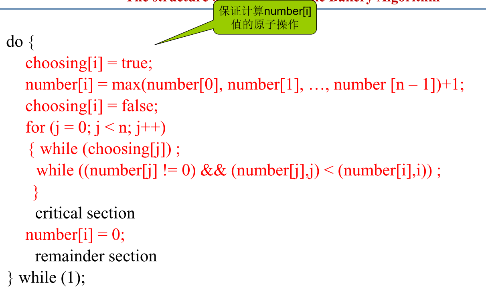 The Structure of the Bakery Algorithm
保证计算number[i]
值的原子操作
do {
choosing[i] = true;
number[i] = max(number[0], number[1], …, number [n – 1])+1;
choosing[i] = false;
for (j = 0; j < n; j++)
{ while (choosing[j]) ;
while ((number[j] != 0) && (number[j],j) < (number[i],i)) ;
}
critical section
number[i] = 0;
remainder section
} while (1);